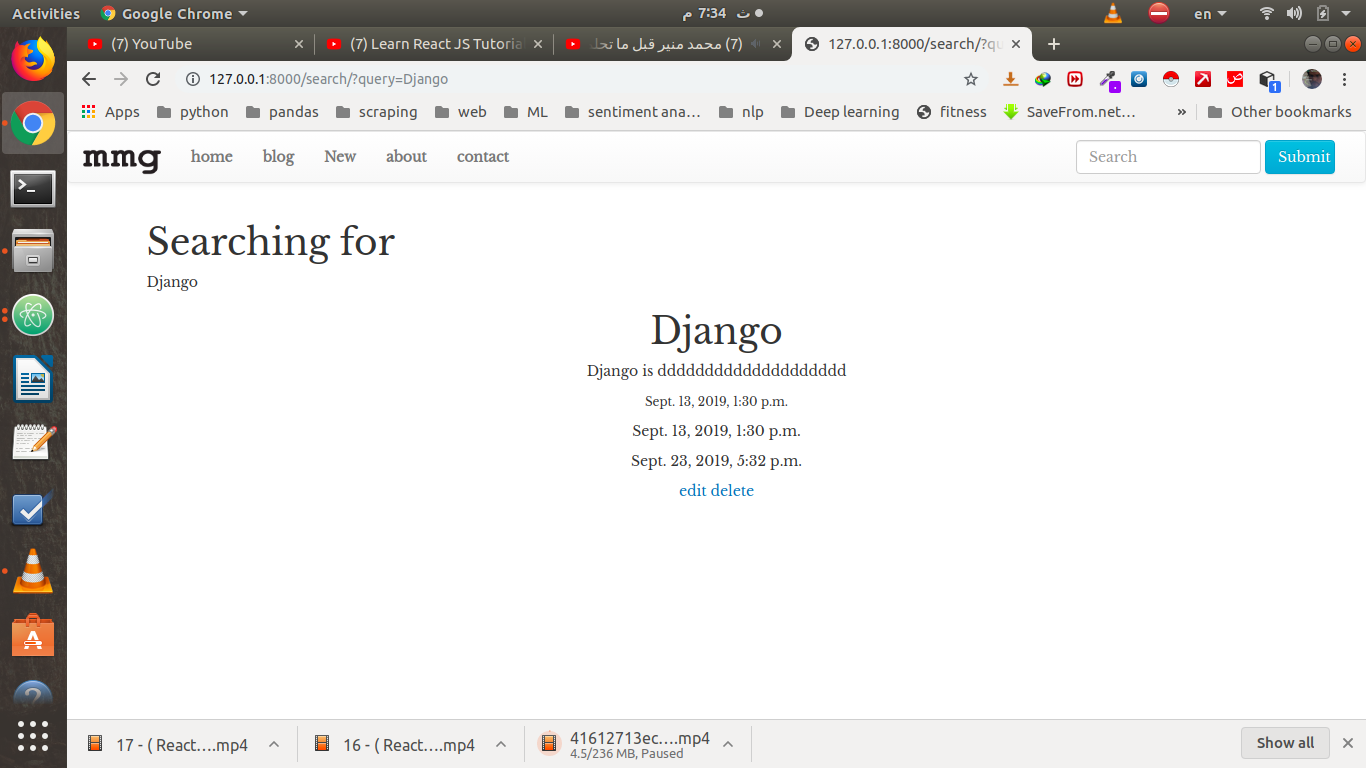 Activities
Google Chrome
● ث 7:34 م
en
(7) YouTube
(7) Learn React JS Tutoria
(7) محمد منير قبل ما تحل
127.0.0.1:8000/search/?qu
127.0.0.1:8000/search/?query=Django
Apps
python
pandas
scraping
web
ML
sentiment ana…
nlp
Deep learning
fitness
SaveFrom.net…
»
Other bookmarks
mmg
home
blog
New
about
contact
Search
Submit
Searching for
Django
Django
Django is dddddddddddddddddddd
Sept. 13, 2019, 1:30 p.m.
Sept. 13, 2019, 1:30 p.m.
Sept. 23, 2019, 5:32 p.m.
edit delete
17 - ( React….mp4
16 - ( React….mp4
41612713ec….mp4
4.5/236 MB, Paused
Show all